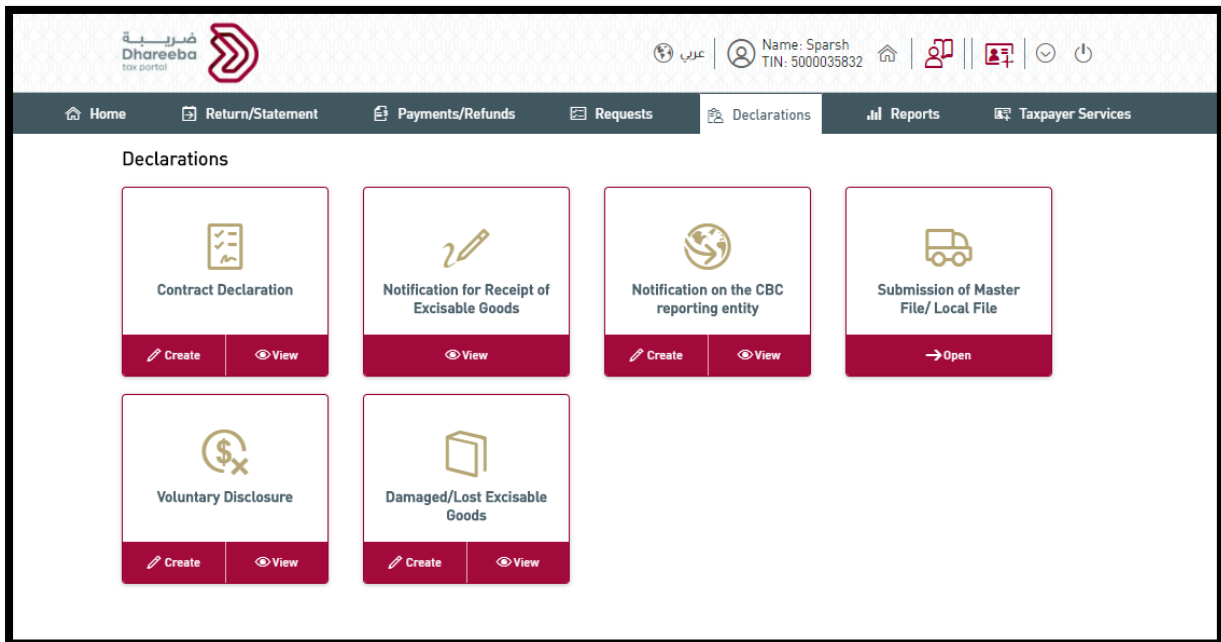 ضريبة
Dhareeba
tax portal
عربي
Name: Sparsh
TIN: 5000035832
Home
Return/Statement
Payments/Refunds
Requests
Declarations
Reports
Taxpayer Services
Declarations
Contract Declaration
Create
View
Notification for Receipt of
Excisable Goods
View
Notification on the CBC
reporting entity
Create
View
Submission of Master
File/ Local File
Open
Voluntary Disclosure
Create
View
Damaged/Lost Excisable
Goods
Create
View